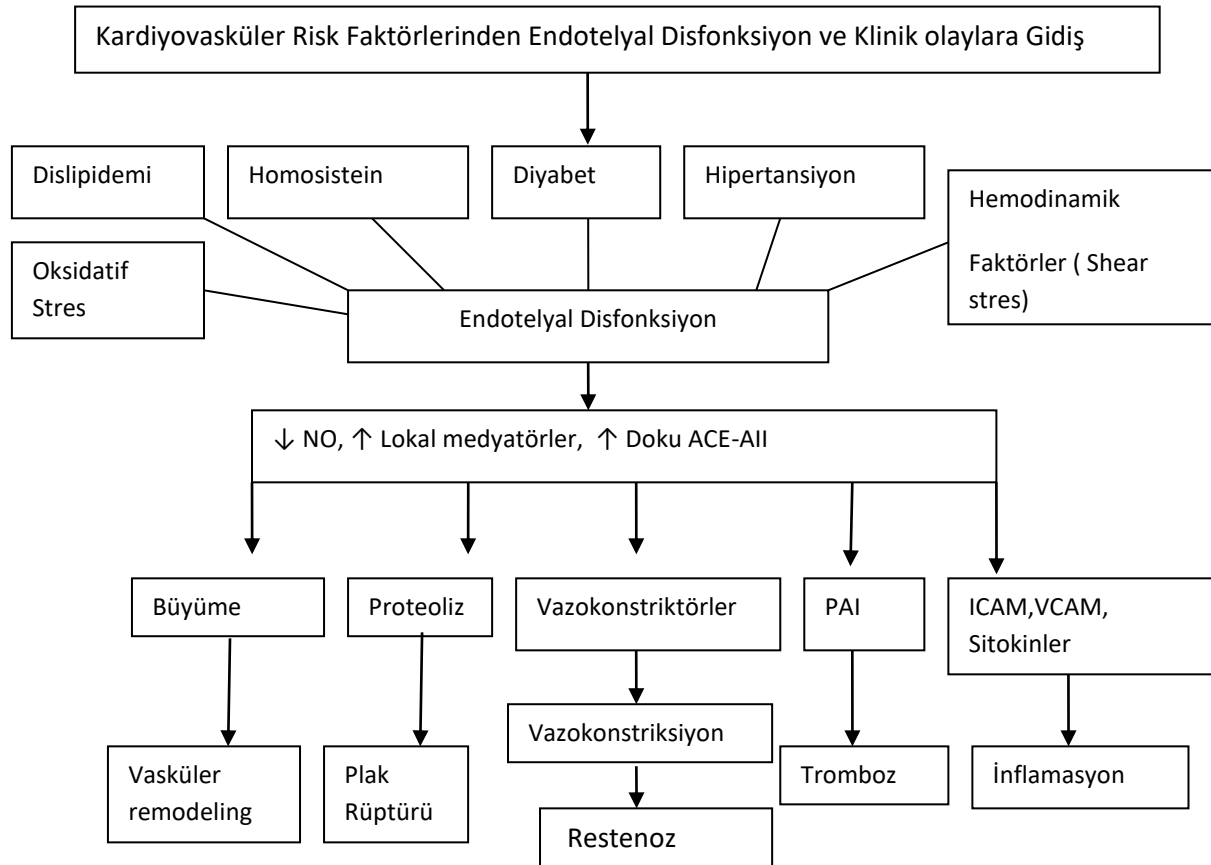 Kardiyovasküler Risk Faktörlerinden Endotelyal Disfonksiyon ve Klinik olaylara Gidiş
Dislipidemi
Homosistein
Diyabet
Hipertansiyon
Hemodinamik
Faktörler ( Shear
stres)
Oksidatif
Stres
Endotelyal Disfonksiyon
↓ NO, ↑ Lokal medyatörler, ↑ Doku ACE-AII
Büyüme
Proteoliz
Vazokonstriktörler
PAI
ICAM,VCAM,
Sitokinler
Vazokonstriksiyon
Vasküler
remodeling
Plak
Rüptürü
Tromboz
İnflamasyon
Restenoz